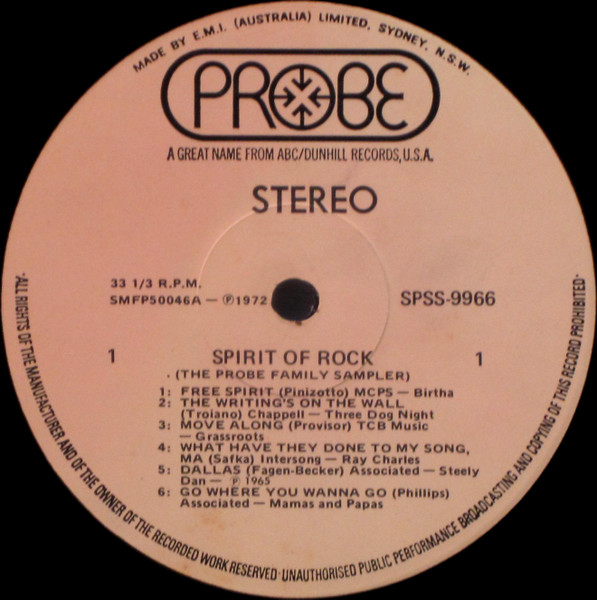 MADE BY E.M.I. (AUSTRALIA) LIMITED, SYDNEY, N.S.W.
PROBE
A GREAT NAME FROM ABC/DUNHILL RECORDS, U.S.A.
STEREO
33 1/3 R.P.M.
SMFP50046A — Ⓟ1972 SPSS-9966
1 SPIRIT OF ROCK 1
. (THE PROBE FAMILY SAMPLER)
1: FREE SPIRIT (Pinizotto) MCPS — Birtha
2: THE WRITING'S ON THE WALL
(Troiano) Chappell — Three Dog Night
3: MOVE ALONG (Provisor) TCB Music
— Grassroots
4: WHAT HAVE THEY DONE TO MY SONG,
MA (Safka) Intersong — Ray Charles
5: DALLAS (Fagen-Becker) Associated — Steely
Dan — Ⓟ 1965
6: GO WHERE YOU WANNA GO (Phillips)
Associated — Mamas and Papas
·ALL RIGHTS OF THE MANUFACTURER AND OF THE OWNER OF THE RECORDED WORK RESERVED·UNAUTHORISED PUBLIC PERFORMANCE BROADCASTING AND COPYING OF THIS RECORD PROHIBITED·